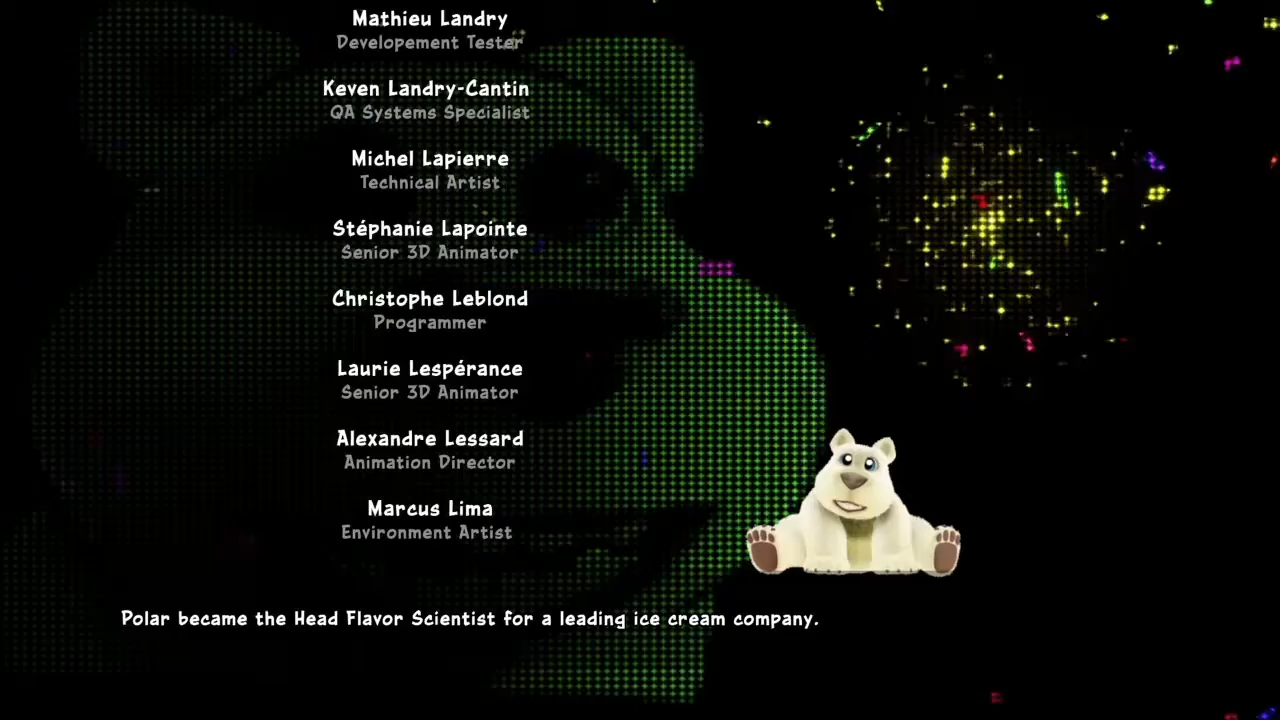 Mathieu Landry
Developement Tester
Keven Landry-Cantin
QA Systems Specialist
Michel Lapierre
Technical Artist
Stéphanie Lapointe
Senior 3D Animator
Christophe Leblond
Programmer
Laurie Lespérance
Senior 3D Animator
Alexandre Lessard
Animation Director
Marcus Lima
Environment Artist
Polar became the Head Flavor Scientist for a leading ice cream company.